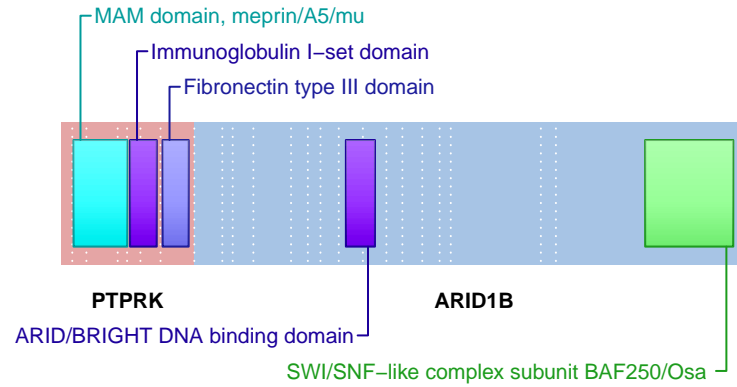 MAM domain, meprin/A5/mu
Immunoglobulin I−set domain
Fibronectin type III domain
PTPRK
ARID1B
ARID/BRIGHT DNA binding domain
SWI/SNF−like complex subunit BAF250/Osa